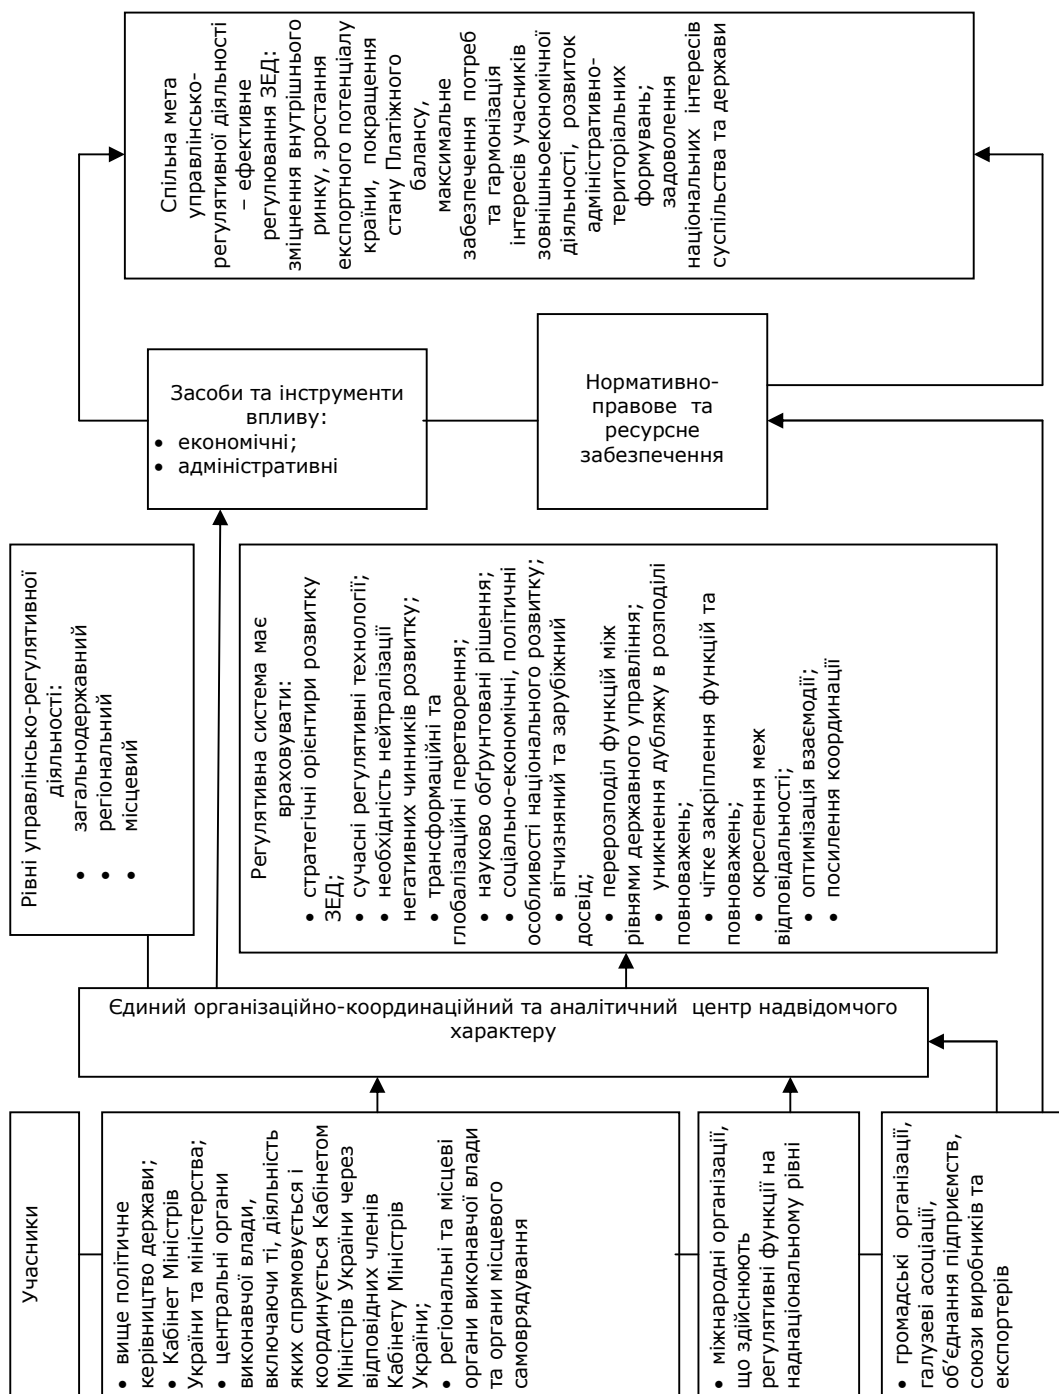 Учасники
• вище політичне
керівництво держави;
• Кабінет Міністрів
України та міністерства;
• центральні органи
виконавчої влади,
включаючи ті, діяльність
яких спрямовується і
координується Кабінетом
Міністрів України через
відповідних членів
Кабінету Міністрів
України;
• регіональні та місцеві
органи виконавчої влади
та органи місцевого
самоврядування
• міжнародні організації,
що здійснюють
регулятивні функції на
наднаціональному рівні
• громадські організації,
галузеві асоціації,
об’єднання підприємств,
союзи виробників та
експортерів
Єдиний організаційно-координаційний та аналітичний центр надвідомчого
характеру
Рівні управлінсько-регулятивної
діяльності:
• загальнодержавний
• регіональний
• місцевий
Регулятивна система має
враховувати:
• стратегічні орієнтири розвитку
ЗЕД;
• сучасні регулятивні технології;
• необхідність нейтралізації
негативних чинників розвитку;
• трансформаційні та
глобалізаційні перетворення;
• науково обґрунтовані рішення;
• соціально-економічні, політичні
особливості національного розвитку;
• вітчизняний та зарубіжний
досвід;
• перерозподіл функцій між
рівнями державного управління;
• уникнення дубляжу в розподілі
повноважень;
• чітке закріплення функцій та
повноважень;
• окреслення меж
відповідальності;
• оптимізація взаємодії;
• посилення координації
Засоби та інструменти
впливу:
• економічні;
• адміністративні
Нормативно-
правове та
ресурсне
забезпечення
Спільна мета
управлінсько-
регулятивної діяльності
– ефективне
регулювання ЗЕД:
зміцнення внутрішнього
ринку, зростання
експортного потенціалу
країни, покращення
стану Платіжного
балансу,
максимальне
забезпечення потреб
та гармонізація
інтересів учасників
зовнішньоекономічної
діяльності, розвиток
адміністративно-
територіальних
формувань;
задоволення
національних інтересів
суспільства та держави